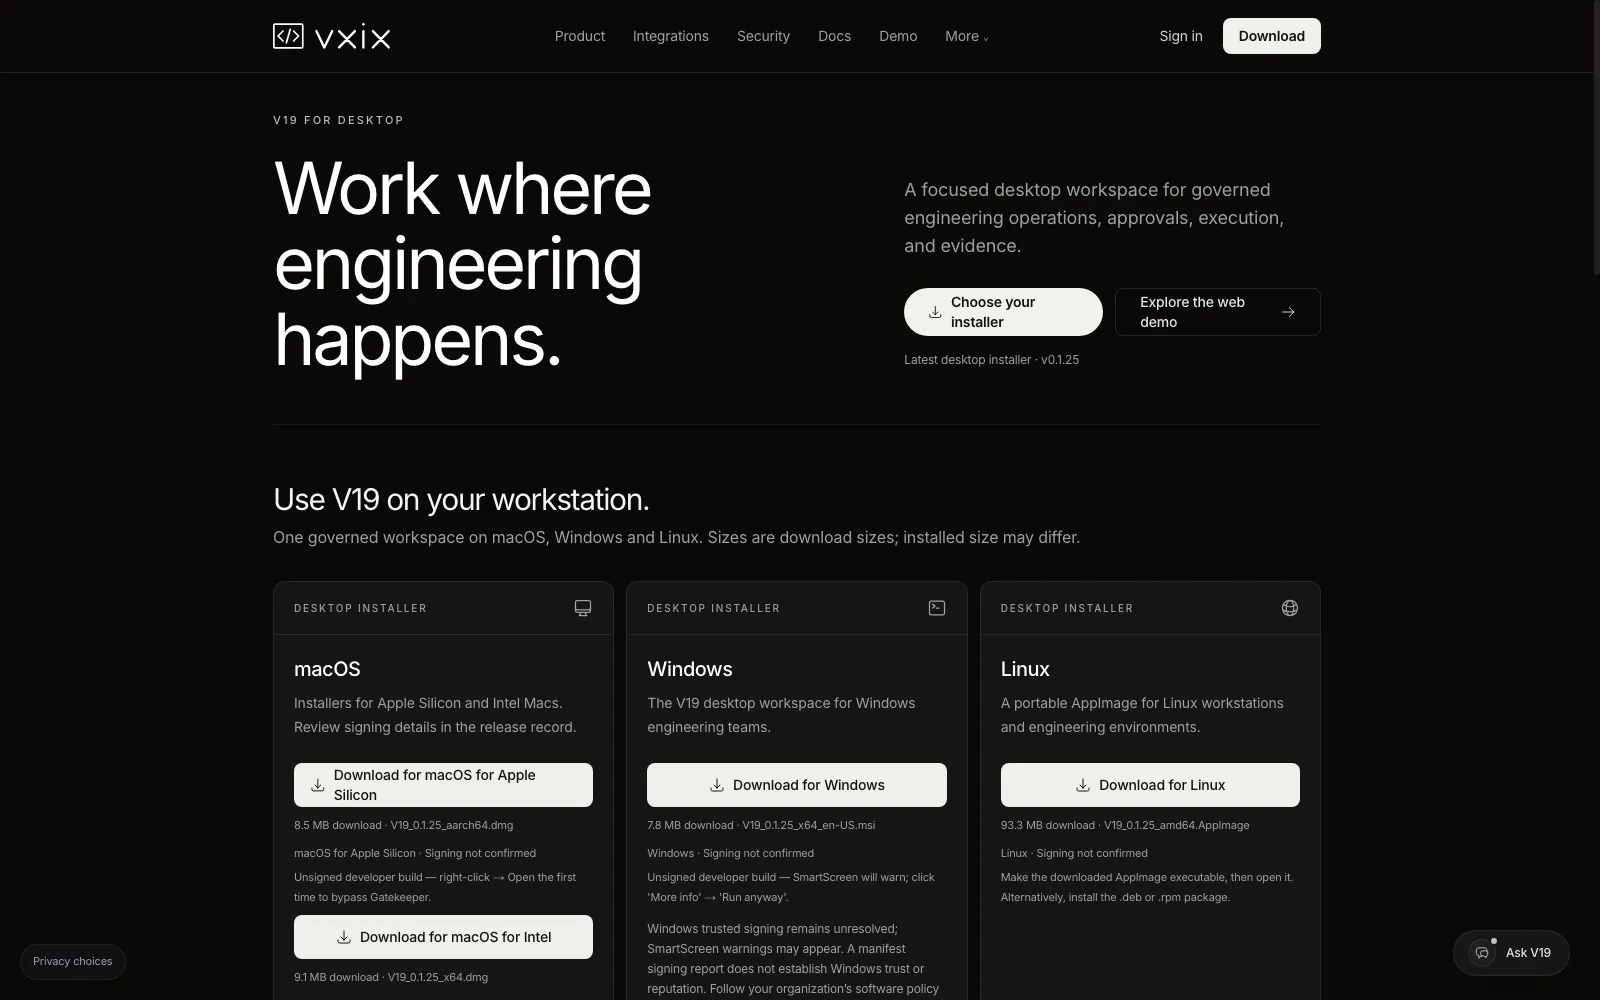 vxix
Product
Integrations
Security
Docs
Demo
More
Sign in
Download
V19 FOR DESKTOP
Work where
engineering
happens.
A focused desktop workspace for governed
engineering operations, approvals, execution,
and evidence.
Choose your
installer
Explore the web
demo
Latest desktop installer · v0.1.25
Use V19 on your workstation.
One governed workspace on macOS, Windows and Linux. Sizes are download sizes; installed size may differ.
DESKTOP INSTALLER
macOS
Installers for Apple Silicon and Intel Macs.
Review signing details in the release record.
Download for macOS for Apple
Silicon
8.5 MB download · V19_0.1.25_aarch64.dmg
macOS for Apple Silicon · Signing not confirmed
Unsigned developer build — right-click → Open the first
time to bypass Gatekeeper.
Download for macOS for Intel
9.1 MB download · V19_0.1.25_x64.dmg
DESKTOP INSTALLER
Windows
The V19 desktop workspace for Windows
engineering teams.
Download for Windows
7.8 MB download · V19_0.1.25_x64_en-US.msi
Windows · Signing not confirmed
Unsigned developer build — SmartScreen will warn; click
'More info' → 'Run anyway'.
Windows trusted signing remains unresolved;
SmartScreen warnings may appear. A manifest
signing report does not establish Windows trust or
reputation. Follow your organization's software policy
DESKTOP INSTALLER
Linux
A portable AppImage for Linux workstations
and engineering environments.
Download for Linux
93.3 MB download · V19_0.1.25_amd64.AppImage
Linux · Signing not confirmed
Make the downloaded AppImage executable, then open it.
Alternatively, install the .deb or .rpm package.
Privacy choices
Ask V19